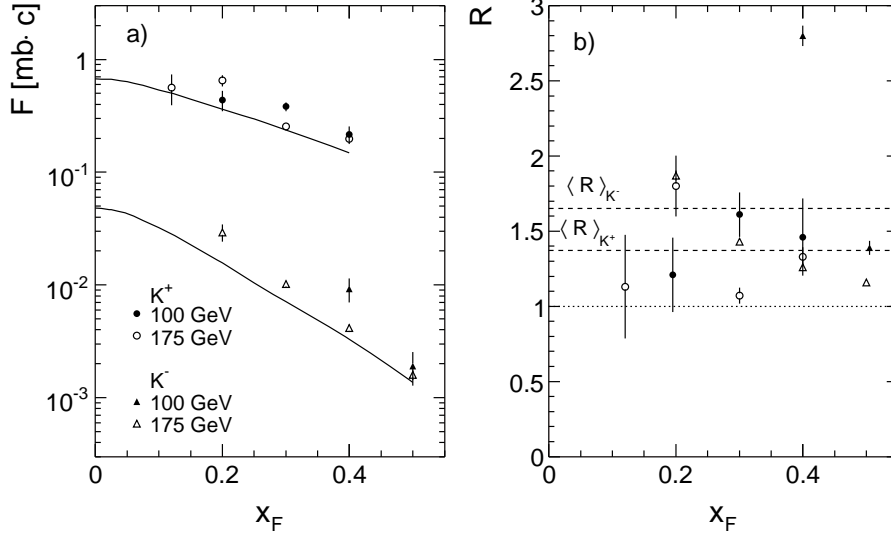 a)
F [mb· c]
1
10⁻¹
10⁻²
10⁻³
K⁺
100 GeV
175 GeV
K⁻
100 GeV
175 GeV
0 0.2 0.4
x_F
b)
R
3
2.5
2
1.5
1
0.5
0
⟨ R ⟩_K⁻
⟨ R ⟩_K⁺
0 0.2 0.4
x_F